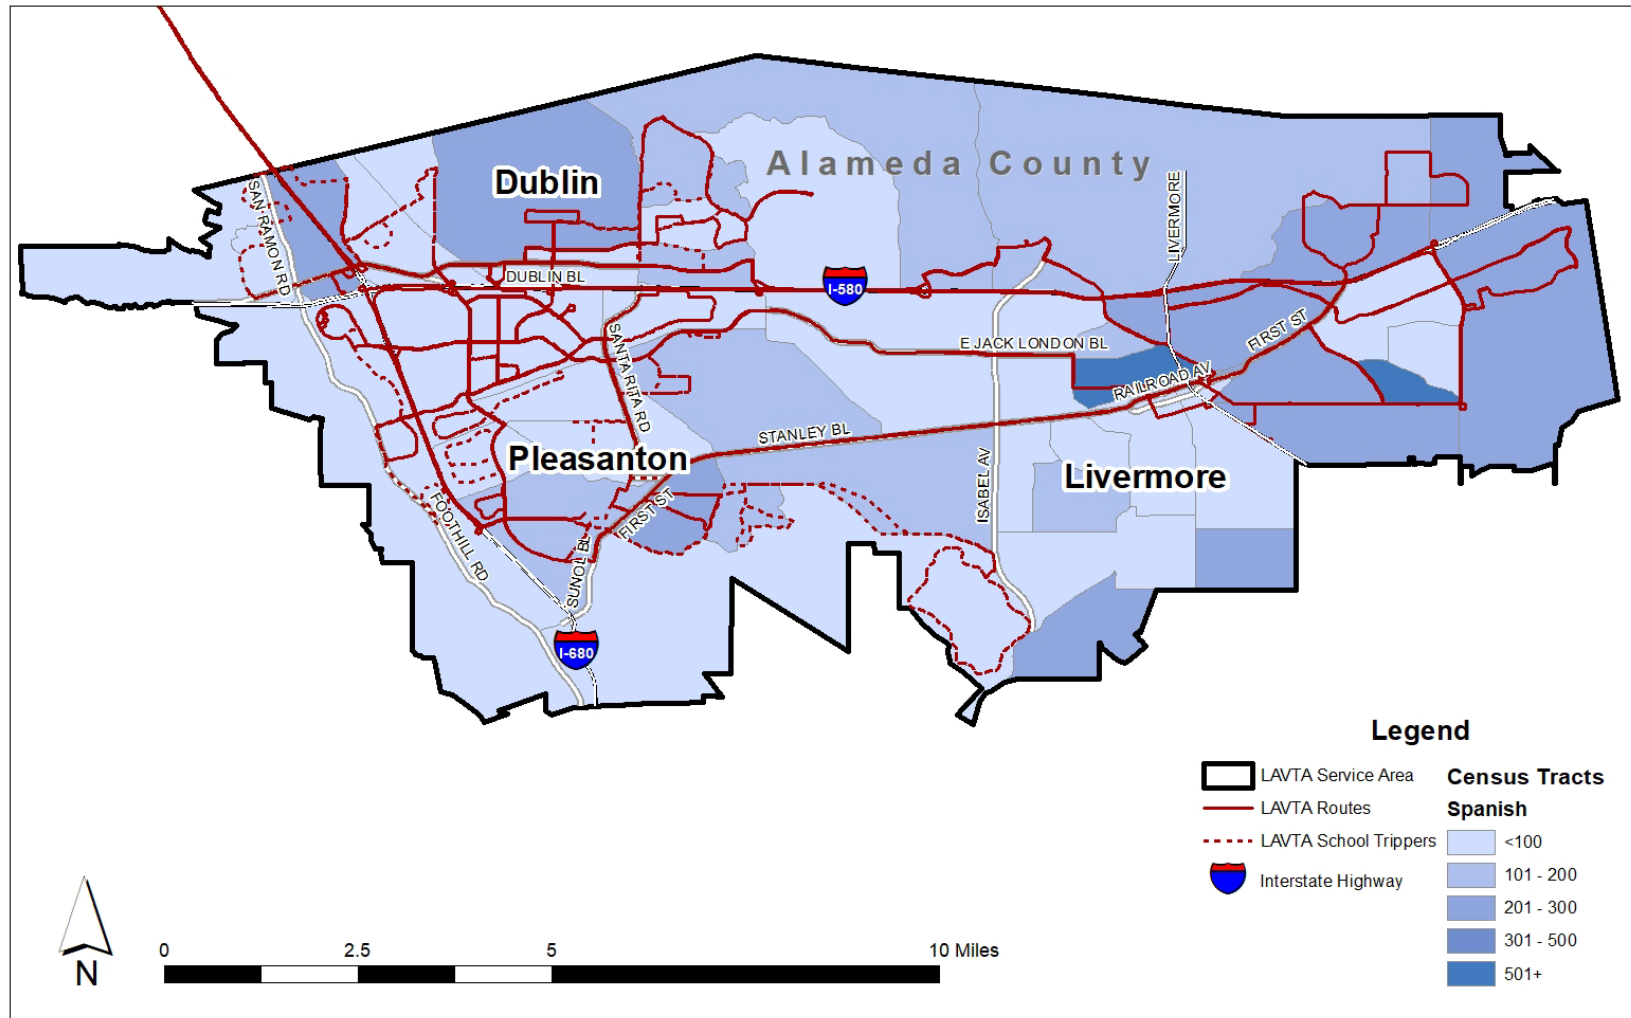 Dublin
Alameda County
SAN RAMON RD
LIVERMORE
DUBLIN BL
I-580
SANTA RITA RD
E JACK LONDON BL
FIRST ST
RAILROAD AV
STANLEY BL
Pleasanton
Livermore
ISABEL AV
FOOTHILL RD
FIRST ST
SUNOL BL
I-680
Legend
LAVTA Service Area
LAVTA Routes
LAVTA School Trippers
Interstate Highway
Census Tracts
Spanish
<100
101 - 200
201 - 300
301 - 500
501+
N
0 2.5 5 10 Miles